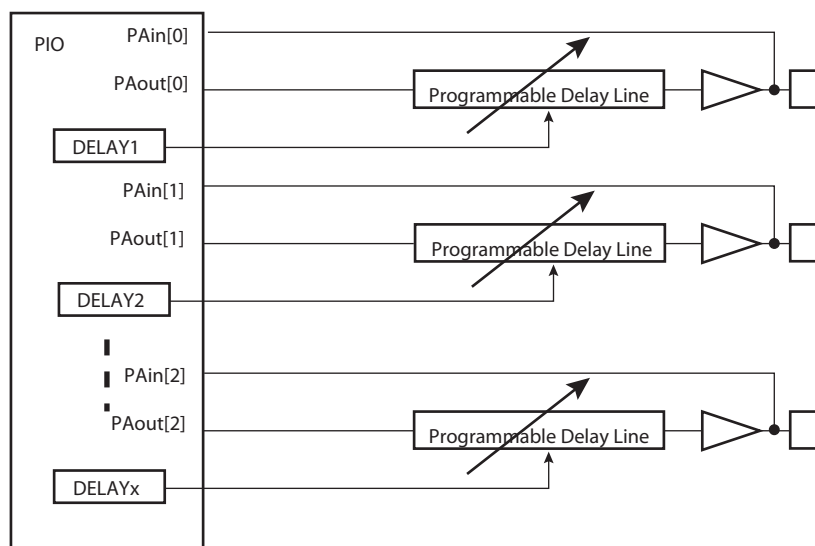 PIO
PAin[0]
PAout[0]
Programmable Delay Line
DELAY1
PAin[1]
PAout[1]
Programmable Delay Line
DELAY2
PAin[2]
PAout[2]
Programmable Delay Line
DELAYx